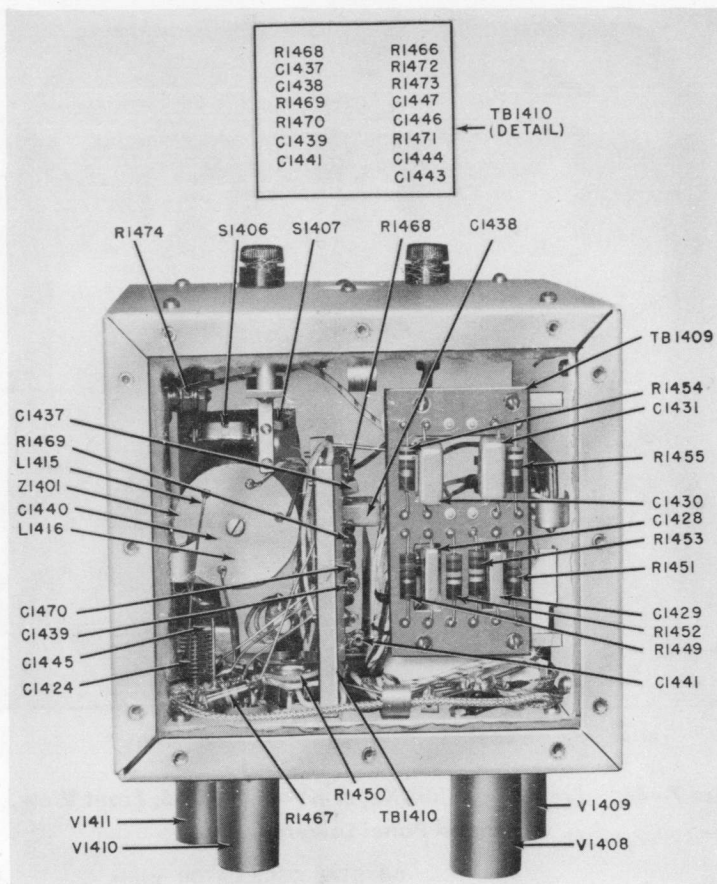 R1468 R1466
C1437 R1472
C1438 R1473
R1469 C1447
R1470 C1446
C1439 R1471
C1441 C1444
C1443
TB1410
(DETAIL)
R1474 S1406 S1407 R1468 C1438
TB1409
R1454
C1431
R1455
C1430
C1428
R1453
R1451
C1429
R1452
R1449
C1441
C1437
R1469
L1415
Z1401
C1440
L1416
C1470
C1439
C1445
C1424
V1411
V1410
R1467
R1450
TB1410
V1409
V1408